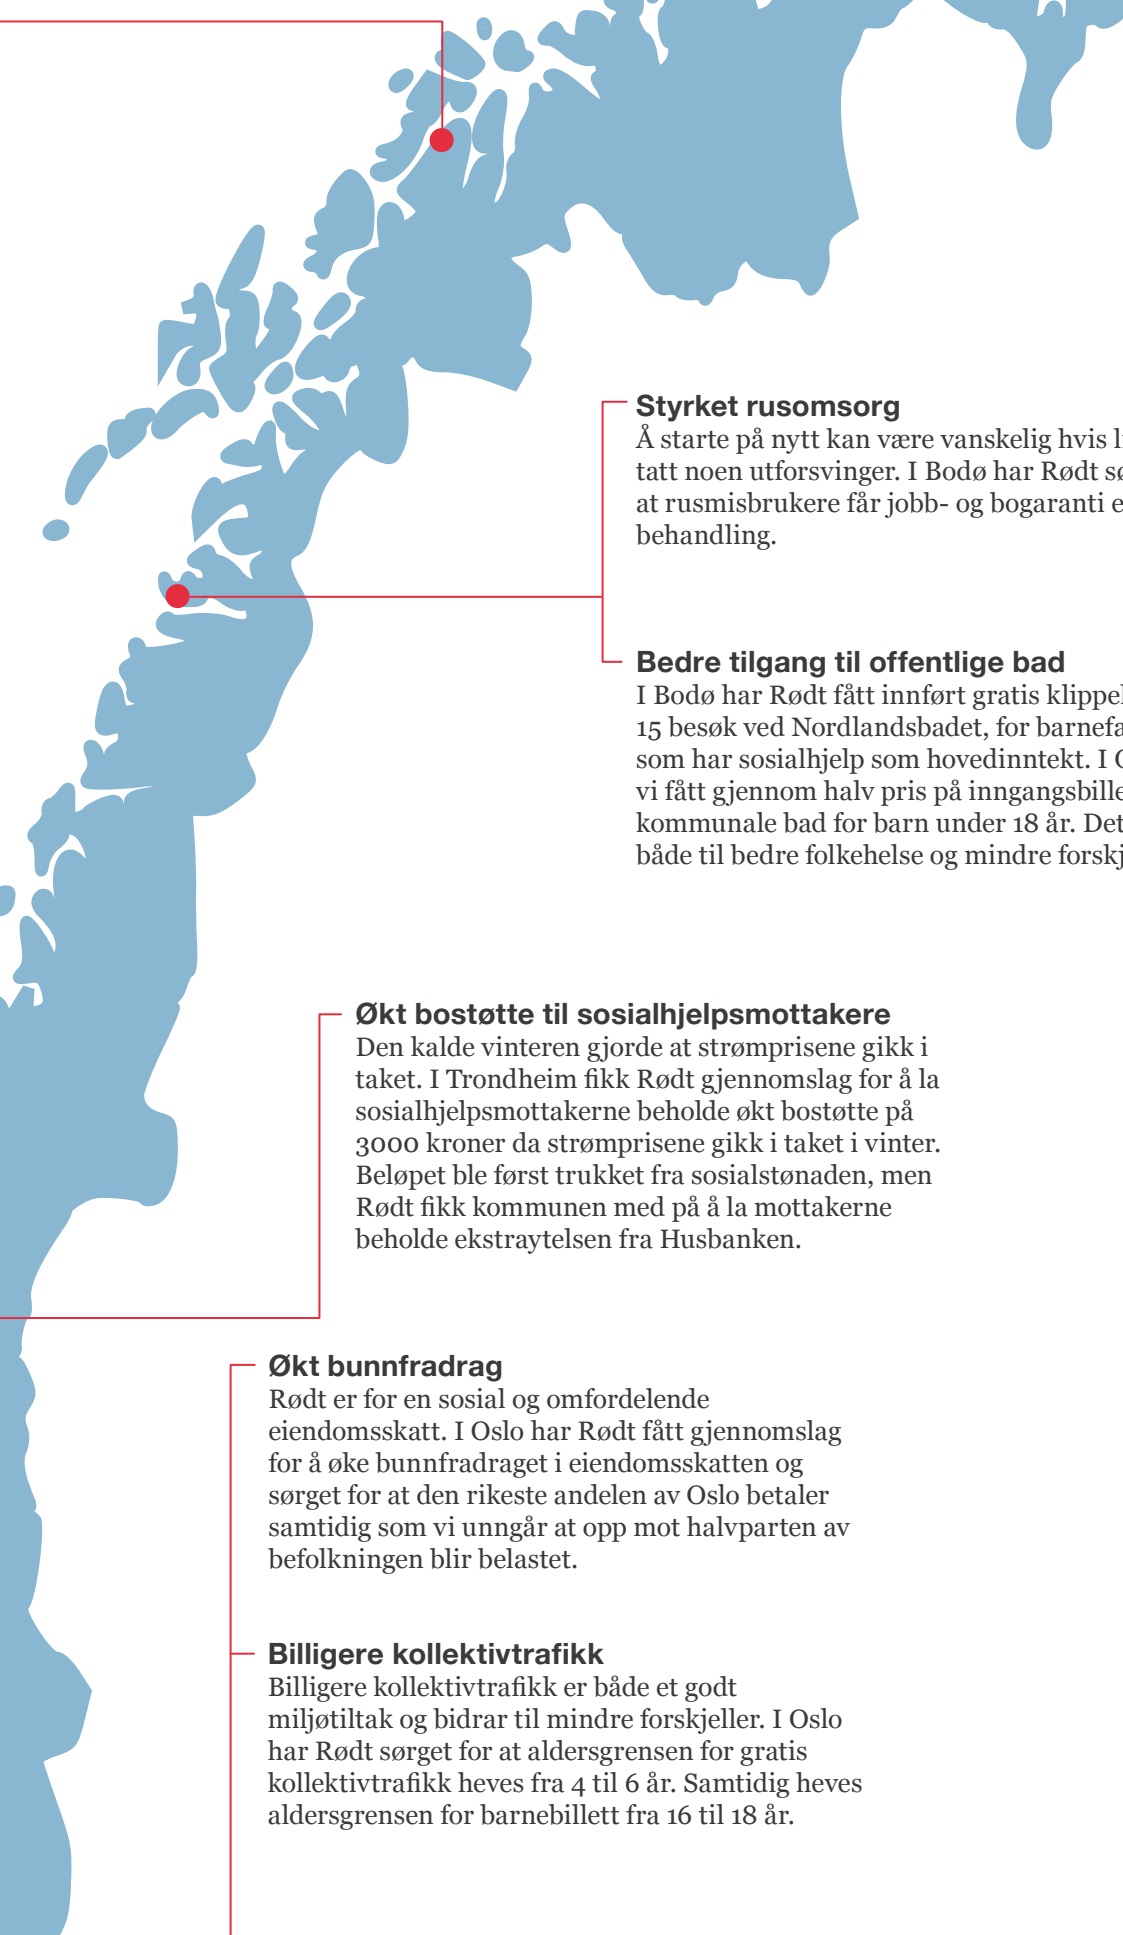 Styrket rusomsorg
Å starte på nytt kan være vanskelig hvis
tatt noen utforsvinger. I Bodø har Rødt
at rusmisbrukere får jobb- og bogaranti
behandling.
Bedre tilgang til offentlige bad
I Bodø har Rødt fått innført gratis
15 besøk ved Nordlandsbadet, for
som har sosialhjelp som hovedinntekt. I
vi fått gjennom halv pris på
kommunale bad for barn under 18 år. Det
både til bedre folkehelse og mindre
Økt bostøtte til sosialhjelpsmottakere
Den kalde vinteren gjorde at strømprisene gikk i
taket. I Trondheim fikk Rødt gjennomslag for å la
sosialhjelpsmottakerne beholde økt bostøtte på
3000 kroner da strømprisene gikk i taket i vinter.
Beløpet ble først trukket fra sosialstønaden, men
Rødt fikk kommunen med på å la mottakerne
beholde ekstraytelsen fra Husbanken.
Økt bunnfradrag
Rødt er for en sosial og omfordelende
eiendomsskatt. I Oslo har Rødt fått gjennomslag
for å øke bunnfradraget i eiendomsskatten og
sørget for at den rikeste andelen av Oslo betaler
samtidig som vi unngår at opp mot halvparten av
befolkningen blir belastet.
Billigere kollektivtrafikk
Billigere kollektivtrafikk er både et godt
miljøtiltak og bidrar til mindre forskjeller. I Oslo
har Rødt sørget for at aldersgrensen for gratis
kollektivtrafikk heves fra 4 til 6 år. Samtidig heves
aldersgrensen for barnebillett fra 16 til 18 år.